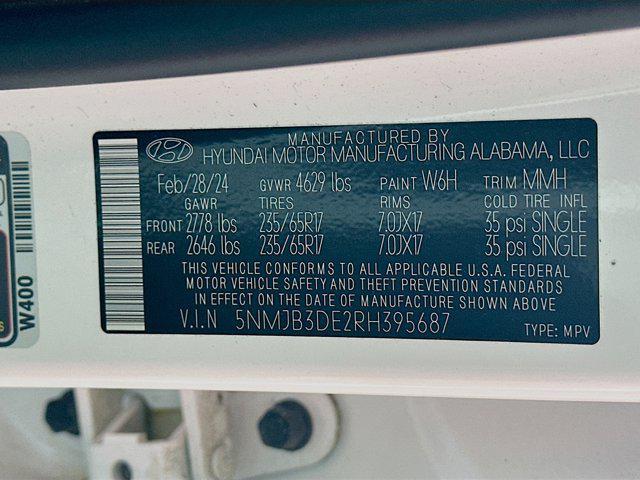 MANUFACTURED BY
HYUNDAI MOTOR MANUFACTURING ALABAMA, LLC
Feb/28/24 GVWR 4629 lbs PAINT W6H TRIM MMH
GAWR TIRES RIMS COLD TIRE INFL
FRONT 2778 lbs 235/65R17 7.0JX17 35 psi SINGLE
REAR 2646 lbs 235/65R17 7.0JX17 35 psi SINGLE
THIS VEHICLE CONFORMS TO ALL APPLICABLE U.S.A. FEDERAL
MOTOR VEHICLE SAFETY AND THEFT PREVENTION STANDARDS
IN EFFECT ON THE DATE OF MANUFACTURE SHOWN ABOVE
V.I.N 5NMJB3DE2RH395687 TYPE: MPV
W400